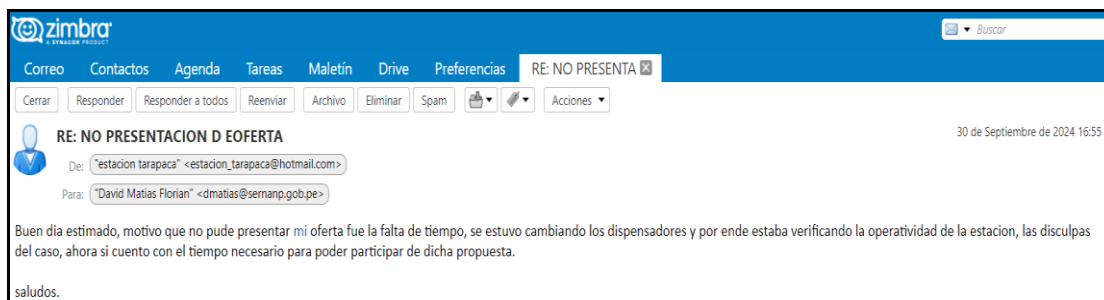 zimbra
A SYNACOR PRODUCT
Buscar
Correo Contactos Agenda Tareas Maletín Drive Preferencias RE: NO PRESENTA
Cerrar Responder Responder a todos Reenviar Archivo Eliminar Spam Acciones
RE: NO PRESENTACION D EOFERTA
30 de Septiembre de 2024 16:55
De: "estacion tarapaca" <estacion_tarapaca@hotmail.com>
Para: "David Matias Florian" <dmatias@sernanp.gob.pe>
Buen dia estimado, motivo que no pude presentar mi oferta fue la falta de tiempo, se estuvo cambiando los dispensadores y por ende estaba verificando la operatividad de la estacion, las disculpas
del caso, ahora si cuento con el tiempo necesario para poder participar de dicha propuesta.
saludos.